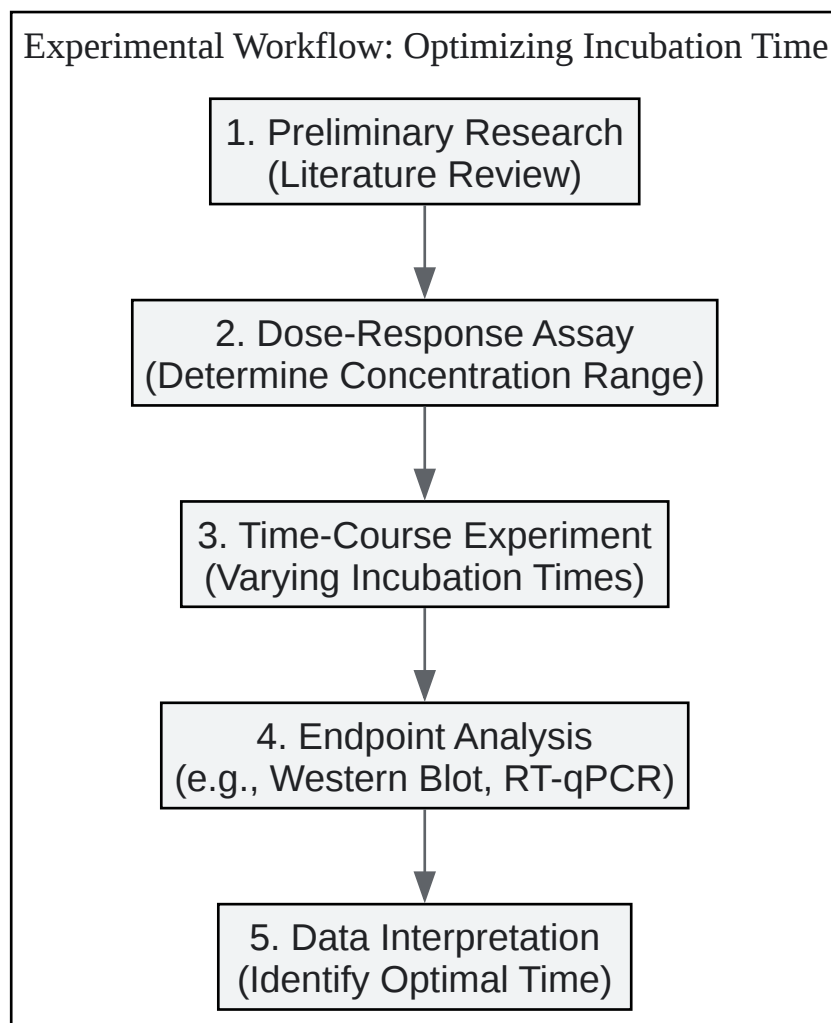 Experimental Workflow: Optimizing Incubation Time
1. Preliminary Research
(Literature Review)
2. Dose-Response Assay
(Determine Concentration Range)
3. Time-Course Experiment
(Varying Incubation Times)
4. Endpoint Analysis
(e.g., Western Blot, RT-qPCR)
5. Data Interpretation
(Identify Optimal Time)